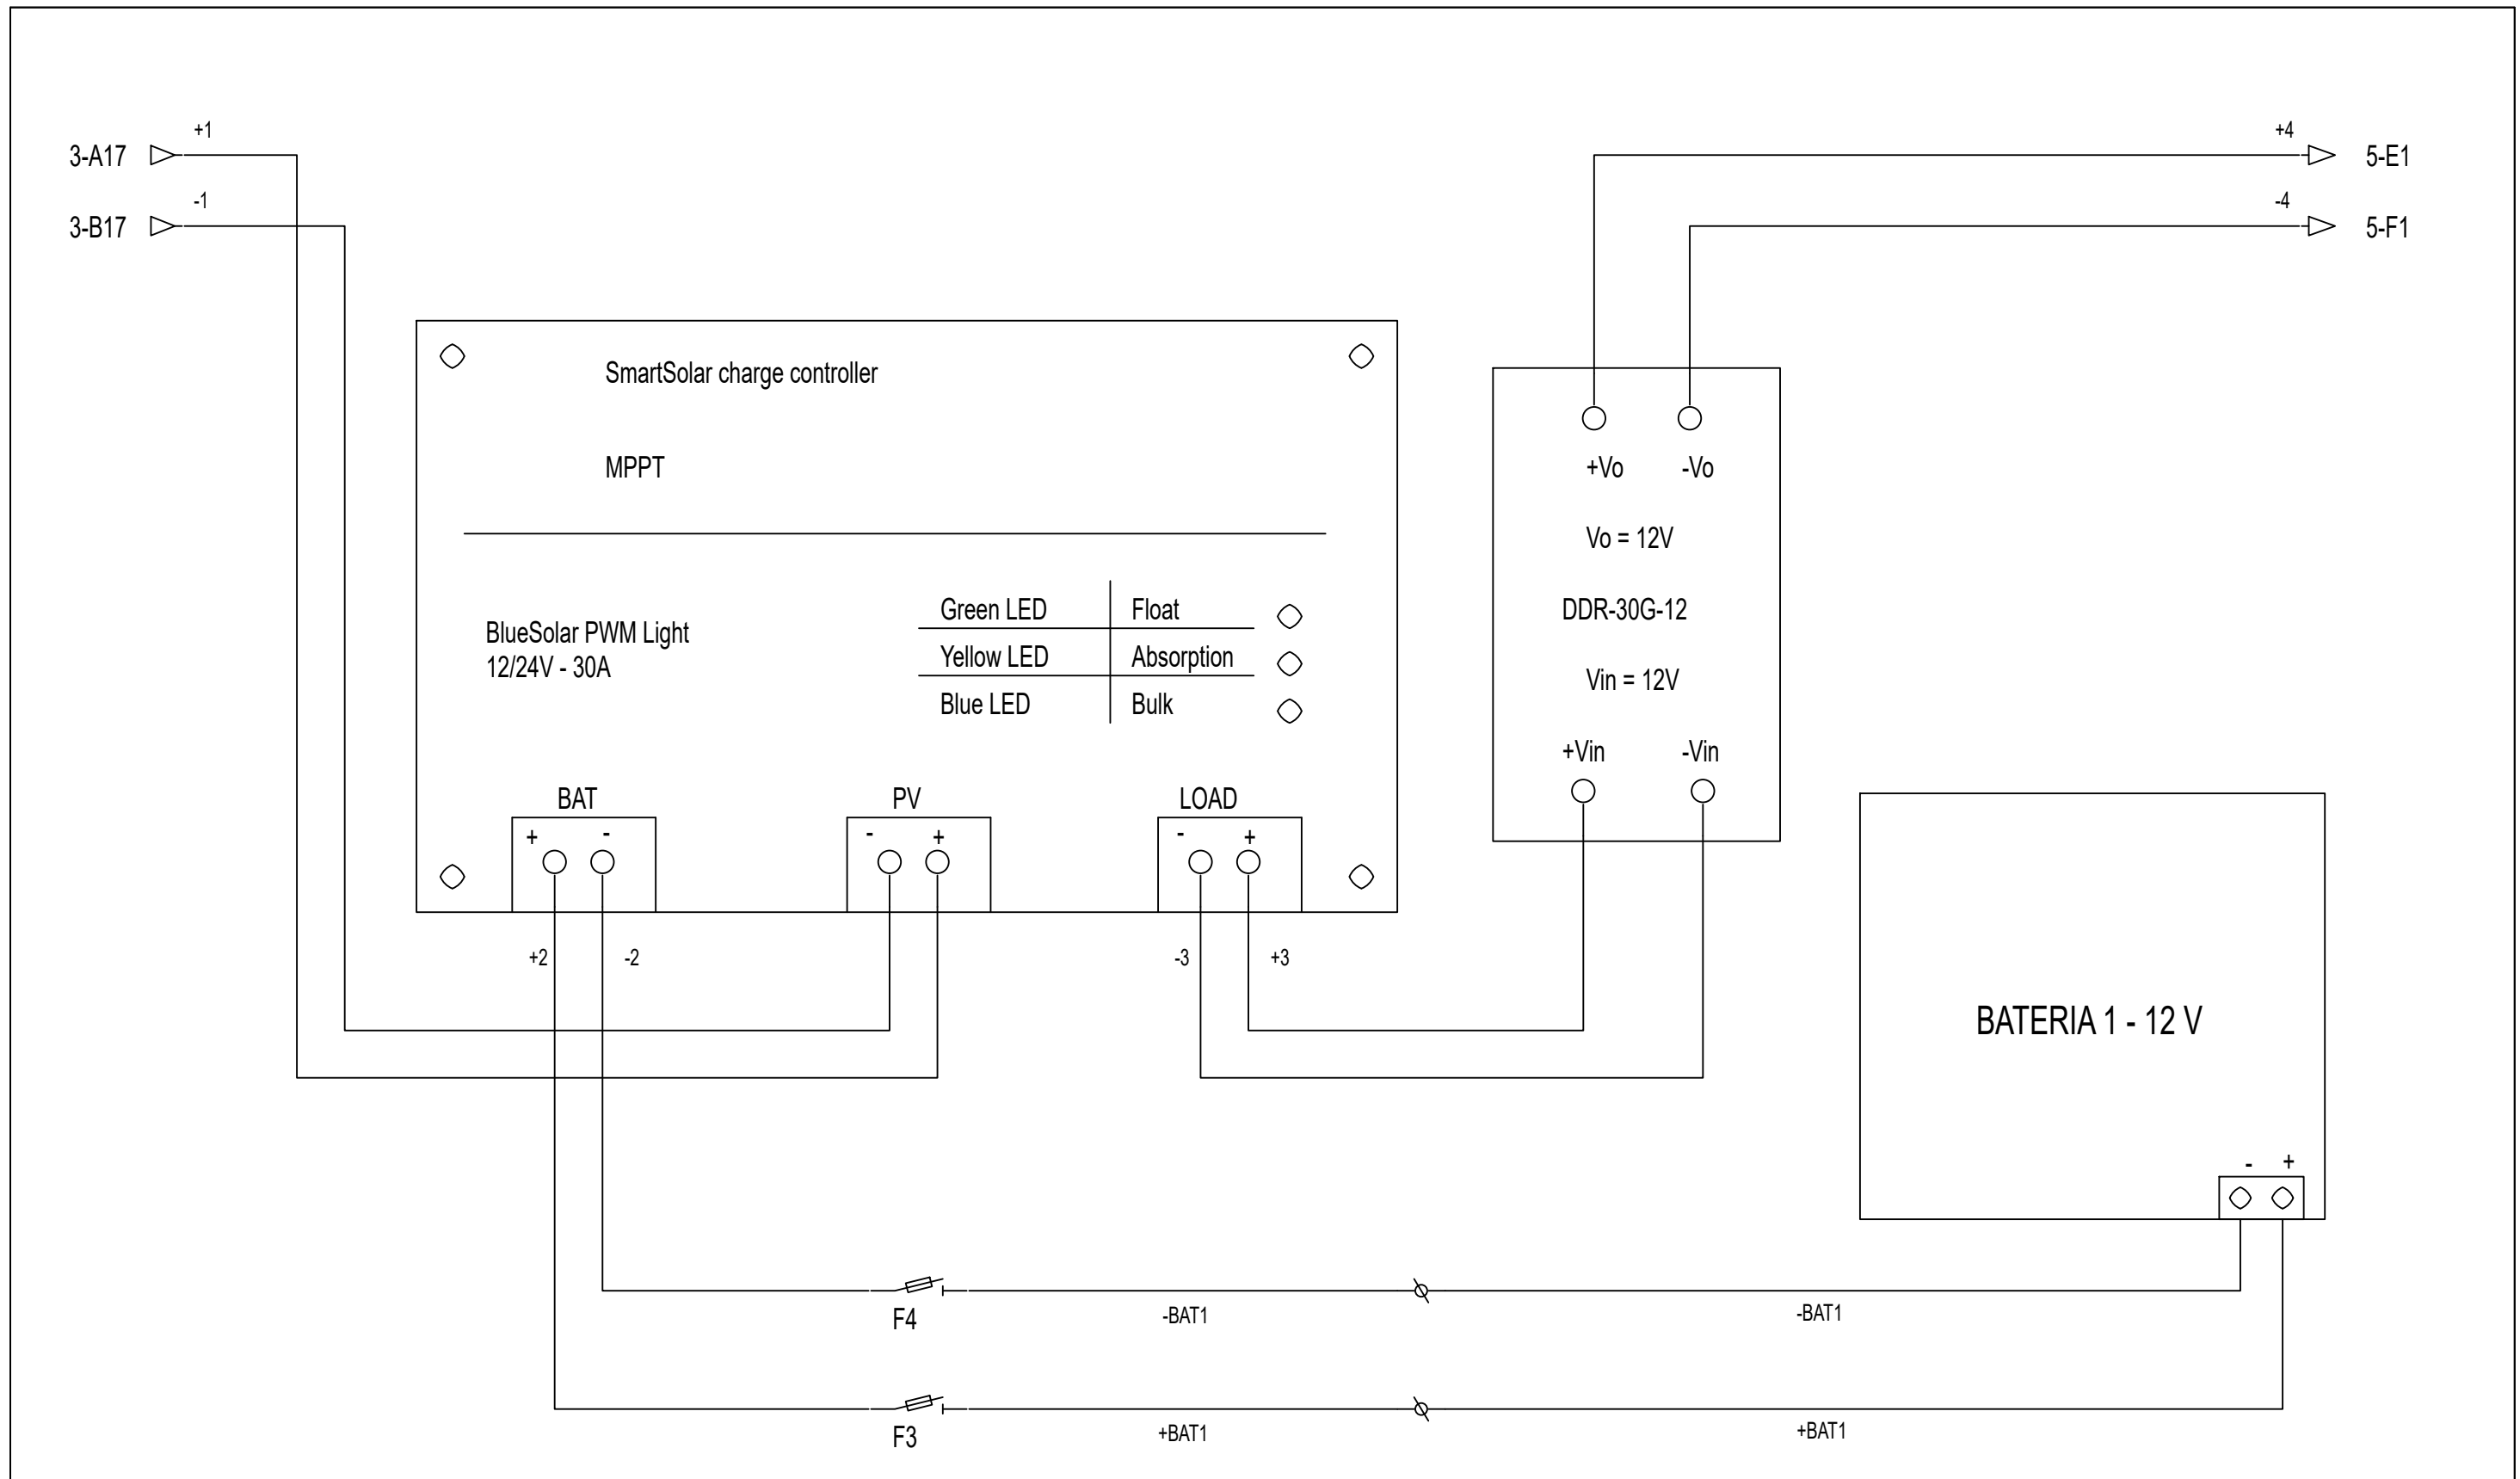 +1
3-A17
-1
3-B17
+4
5-E1
-4
5-F1
SmartSolar charge controller
MPPT
BlueSolar PWM Light
12/24V - 30A
Green LED Float
Yellow LED Absorption
Blue LED Bulk
BAT
+ -
PV
- +
LOAD
- +
+2 -2
-3 +3
+Vo -Vo
Vo = 12V
DDR-30G-12
Vin = 12V
+Vin -Vin
BATERIA 1 - 12 V
- +
F4
-BAT1
-BAT1
F3
+BAT1
+BAT1